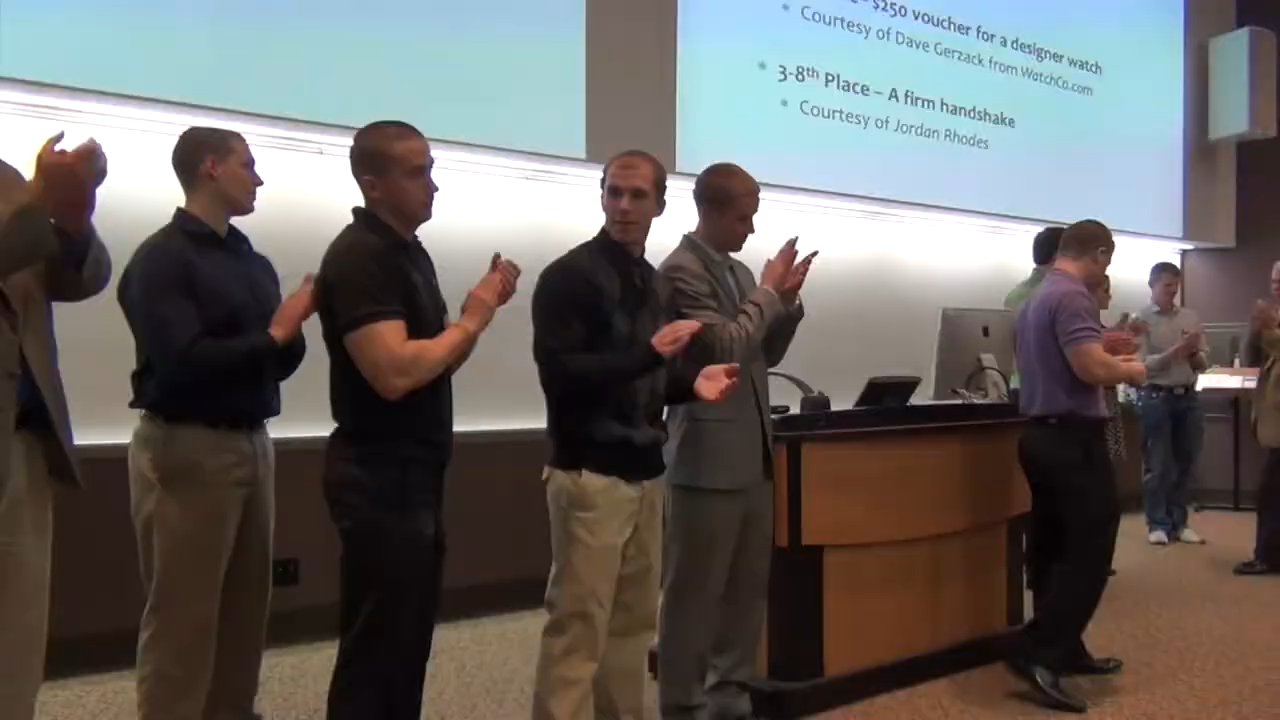 $250 voucher for a designer watch
Courtesy of Dave Gerzack from WatchCo.com
3-8th Place – A firm handshake
Courtesy of Jordan Rhodes